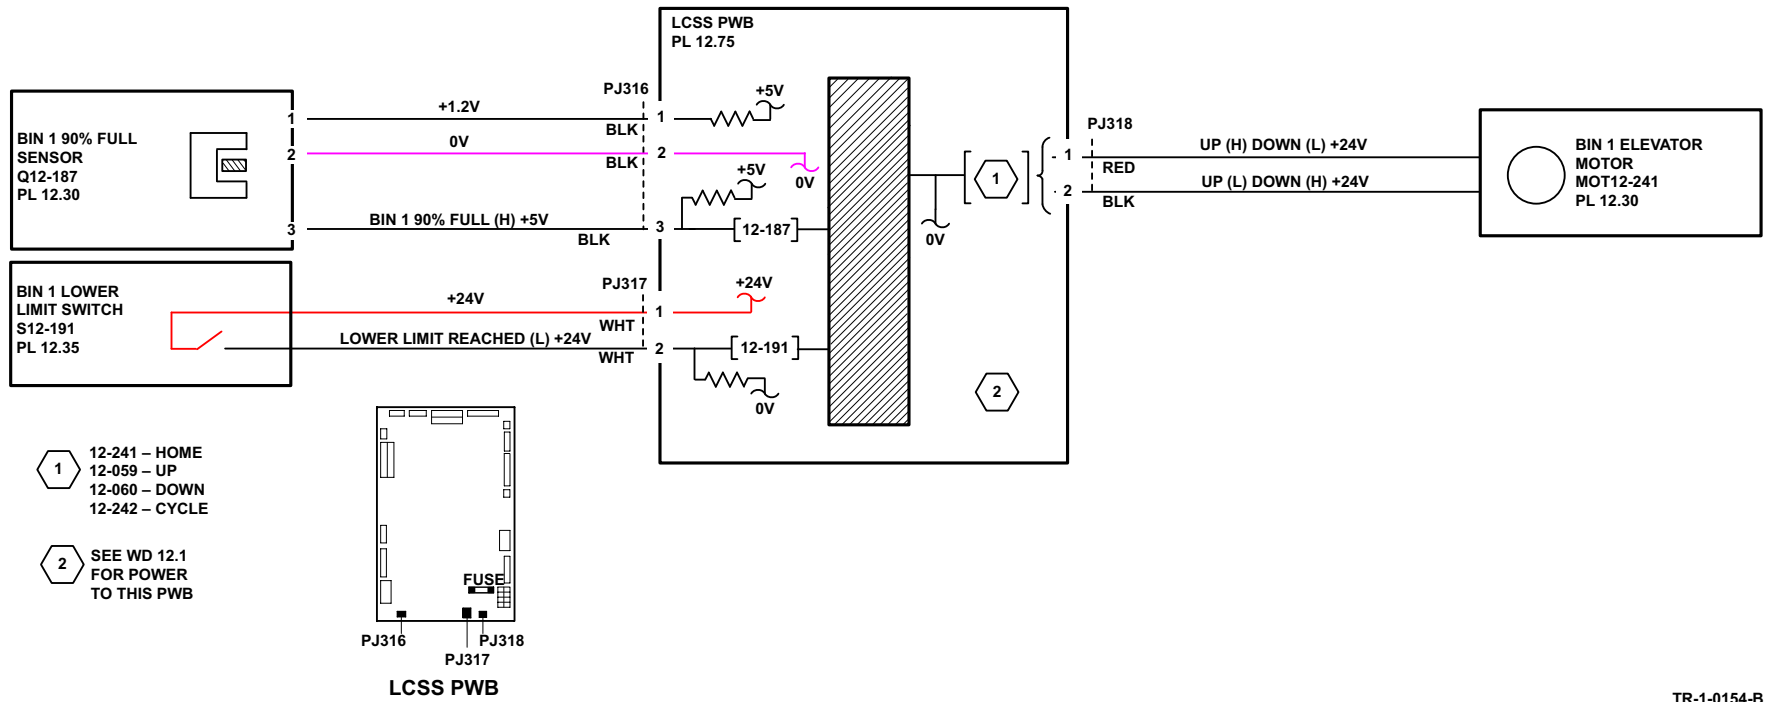 LCSS PWB
PL 12.75
BIN 1 90% FULL
SENSOR
Q12-187
PL 12.30
1
2
3
+1.2V
0V
BIN 1 90% FULL (H) +5V
BLK
BLK
BLK
PJ316
1
2
3
+5V
0V
+5V
12-187
BIN 1 LOWER
LIMIT SWITCH
S12-191
PL 12.35
+24V
LOWER LIMIT REACHED (L) +24V
WHT
WHT
PJ317
1
2
+24V
12-191
0V
0V
1
2
PJ318
1
2
UP (H) DOWN (L) +24V
RED
UP (L) DOWN (H) +24V
BLK
BIN 1 ELEVATOR
MOTOR
MOT12-241
PL 12.30
1
12-241 – HOME
12-059 – UP
12-060 – DOWN
12-242 – CYCLE
2
SEE WD 12.1
FOR POWER
TO THIS PWB
FUSE
PJ316
PJ317
PJ318
LCSS PWB
TR-1-0154-B